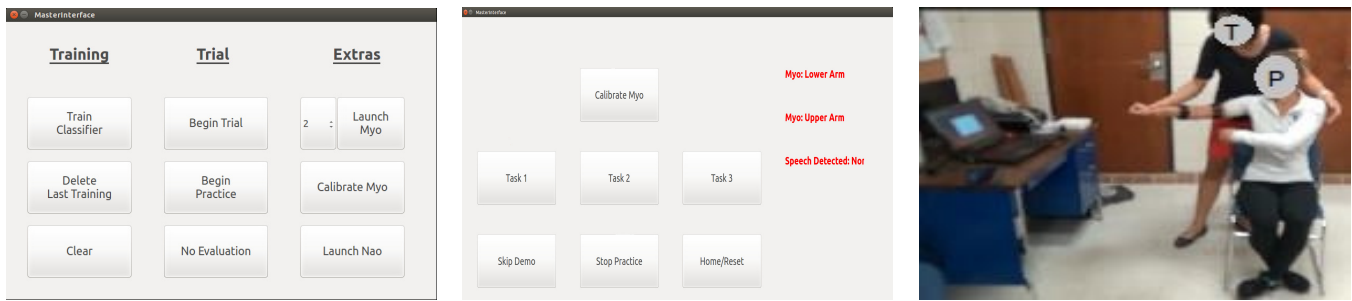 MasterInterface
Training
Trial
Extras
Train
Classifier
Begin Trial
2 :
Launch
Myo
Delete
Last Training
Begin
Practice
Calibrate Myo
Clear
No Evaluation
Launch Nao
MasterInterface
Calibrate Myo
Myo: Lower Arm
Myo: Upper Arm
Speech Detected: Nor
Task 1
Task 2
Task 3
Skip Demo
Stop Practice
Home/Reset
T
P